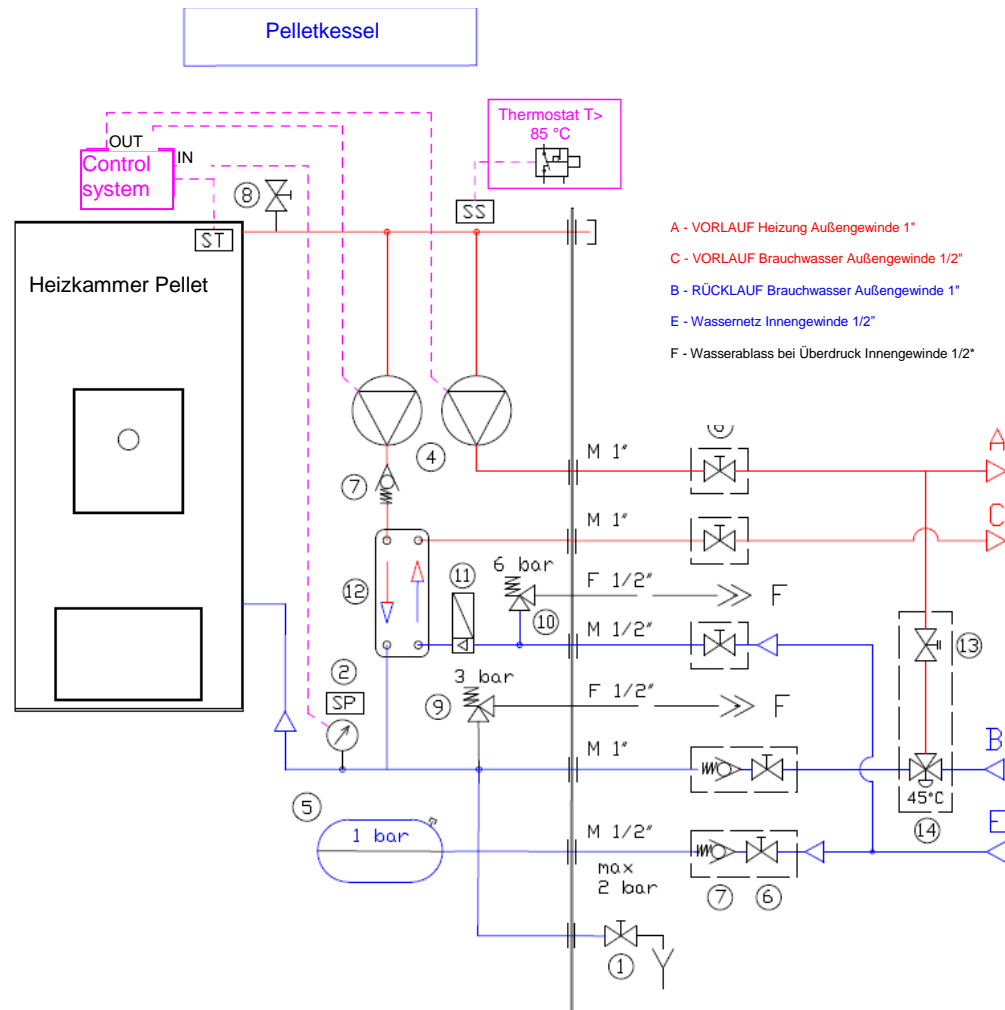 Pelletkessel
Thermostat T>
85 °C
OUT
IN
Control
system
8
SS
ST
Heizkammer Pellet
A - VORLAUF Heizung Außengewinde 1"
C - VORLAUF Brauchwasser Außengewinde 1/2"
B - RÜCKLAUF Brauchwasser Außengewinde 1"
E - Wassernetz Innengewinde 1/2"
F - Wasserablass bei Überdruck Innengewinde 1/2*
4
7
M 1"
A
M 1"
C
6 bar
11
12
10
F 1/2"
F
M 1/2"
13
2
SP
3 bar
9
F 1/2"
F
M 1"
B
45°C
14
5
1 bar
M 1/2"
E
max
2 bar
7
6
1